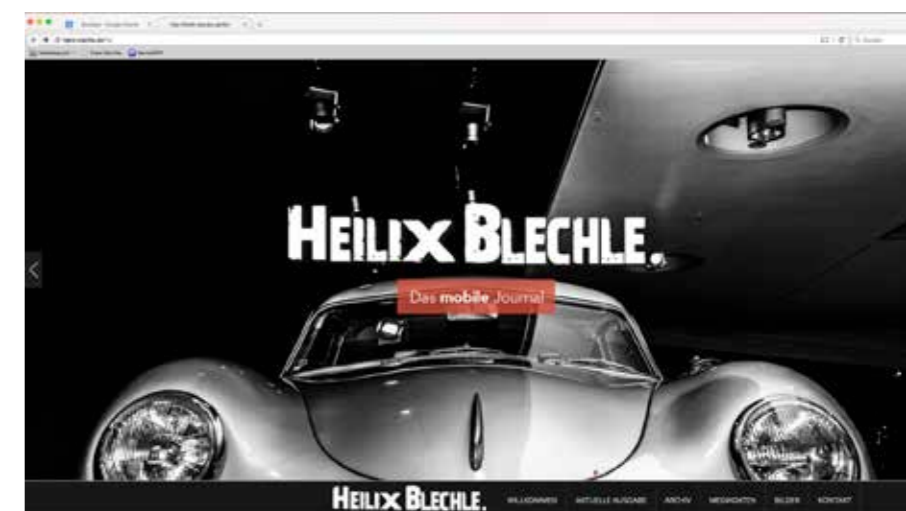 HEILIX BLECHLE.
Das mobile Journal
HEILIX BLECHLE. WILLKOMMEN AKTUELLE AUSGABE ARCHIV MEDIADATEN BILDER KONTAKT